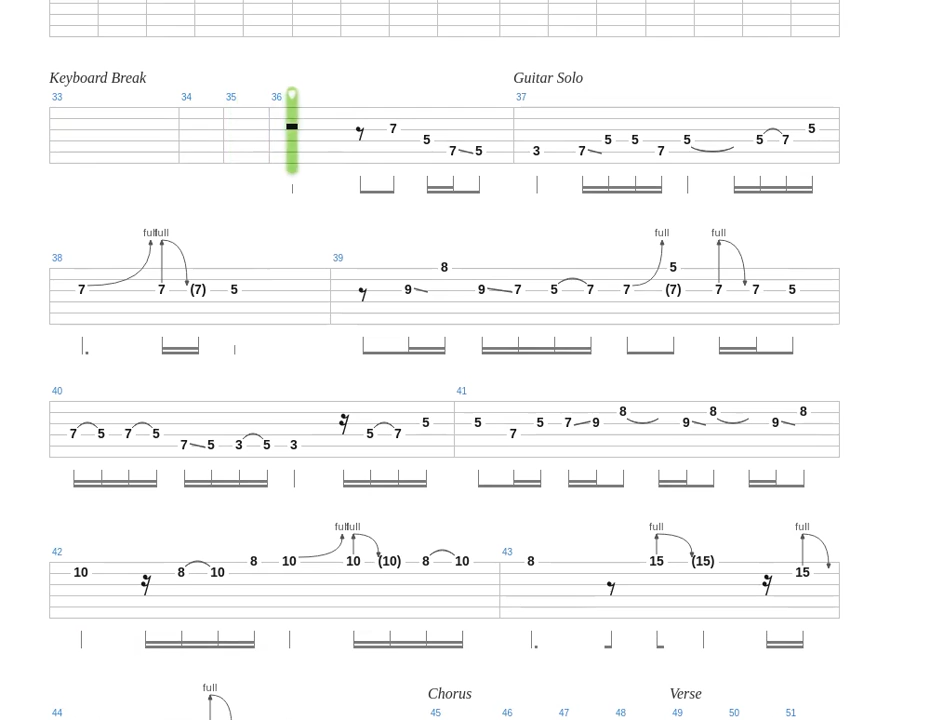 Keyboard Break Guitar Solo
33 34 35 36 37
7 5 7 5 3 7 5 5 7 5 5 7 5
full full full full
38 39
7 7 (7) 5 9 8 9 7 5 7 7 5 (7) 7 7 5
40 41
7 5 7 5 7 5 3 5 3 5 7 5 5 7 5 7 9 8 9 8 9 8
full full full full
42 43
10 8 10 8 10 10 (10) 8 10 8 15 (15) 15
full Chorus Verse
44 45 46 47 48 49 50 51